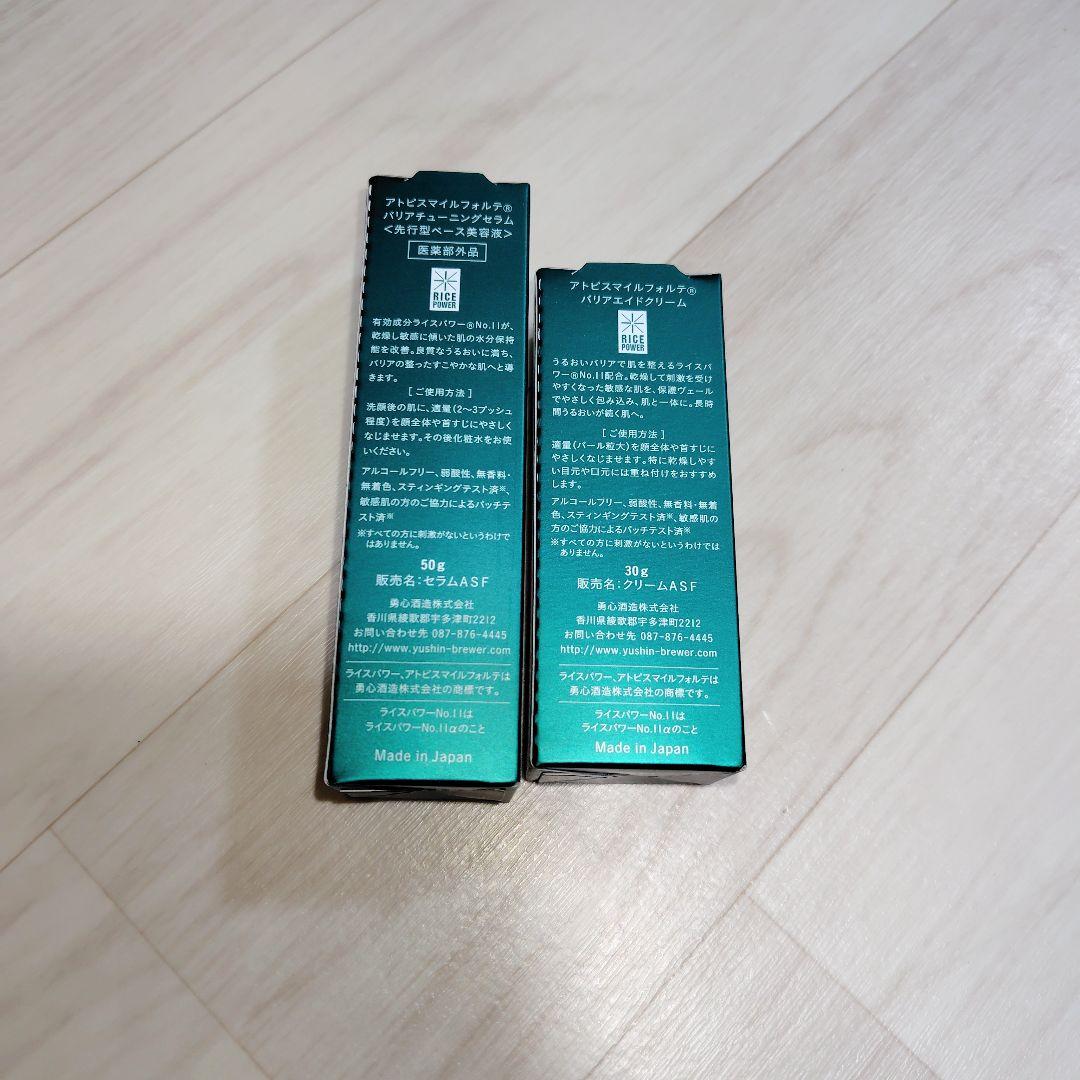 アトピスマイルフォルテ®
バリアチューニングセラム
<先行型ベース美容液>
医薬部外品
RICE
POWER
有効成分ライスパワー®No.11が、
乾燥し敏感に傾いた肌の水分保持
能を改善。良質なうるおいに満ち、
バリアの整ったすこやかな肌へと導
きます。
[ご使用方法]
洗顔後の肌に、適量(2〜3プッシュ
程度)を顔全体や首すじにやさしく
なじませます。その後化粧水をお使
いください。
アルコールフリー、弱酸性、無香料・
無着色、スティンギングテスト済※、
敏感肌の方のご協力によるパッチテ
スト済※
※すべての方に刺激がないというわけで
はありません。
50g
販売名:セラムASF
勇心酒造株式会社
香川県綾歌郡宇多津町2212
お問い合わせ先 087-876-4445
http://www.yushin-brewer.com
ライスパワー、アトピスマイルフォルテは
勇心酒造株式会社の商標です。
ライスパワーNo.11は
ライスパワーNo.11αのこと
Made in Japan
アトピスマイルフォルテ®
バリアエイドクリーム
RICE
POWER
うるおいバリアで肌を整えるライスパ
ワー®No.11配合。乾燥して刺激を受け
やすくなった敏感な肌を、保護ヴェール
でやさしく包み込み、肌と一体に。長時
間うるおいが続く肌へ。
[ご使用方法]
適量(パール粒大)を顔全体や首すじに
やさしくなじませます。特に乾燥しやす
い目元や口元には重ね付けをおすすめ
します。
アルコールフリー、弱酸性、無香料・無着
色、スティンギングテスト済※、敏感肌の
方のご協力によるパッチテスト済※
※すべての方に刺激がないというわけでは
ありません。
30g
販売名:クリームASF
勇心酒造株式会社
香川県綾歌郡宇多津町2212
お問い合わせ先 087-876-4445
http://www.yushin-brewer.com
ライスパワー、アトピスマイルフォルテは
勇心酒造株式会社の商標です。
ライスパワーNo.11は
ライスパワーNo.11αのこと
Made in Japan